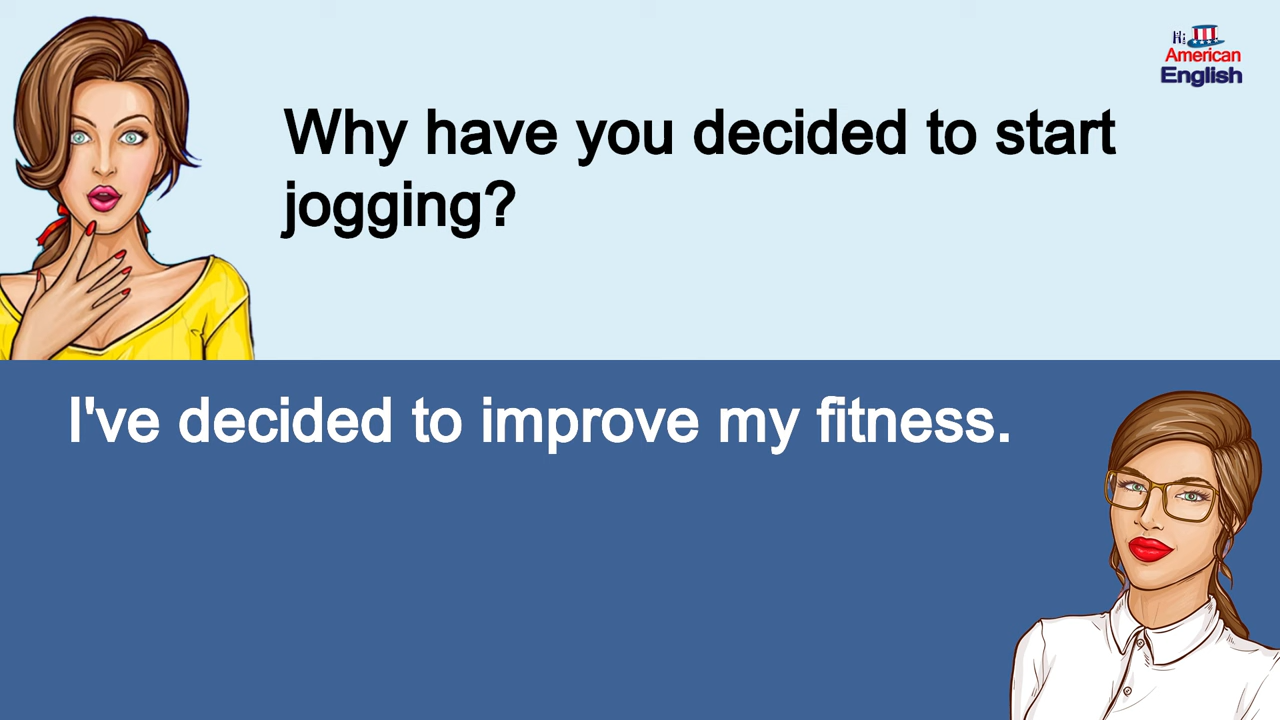 Hi
American
English
Why have you decided to start
jogging?
I've decided to improve my fitness.